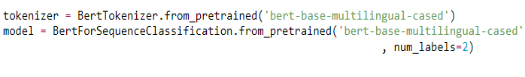 tokenizer = BertTokenizer.from_pretrained('bert-base-multilingual-cased')
model = BertForSequenceClassification.from_pretrained('bert-base-multilingual-cased'
, num_labels=2)